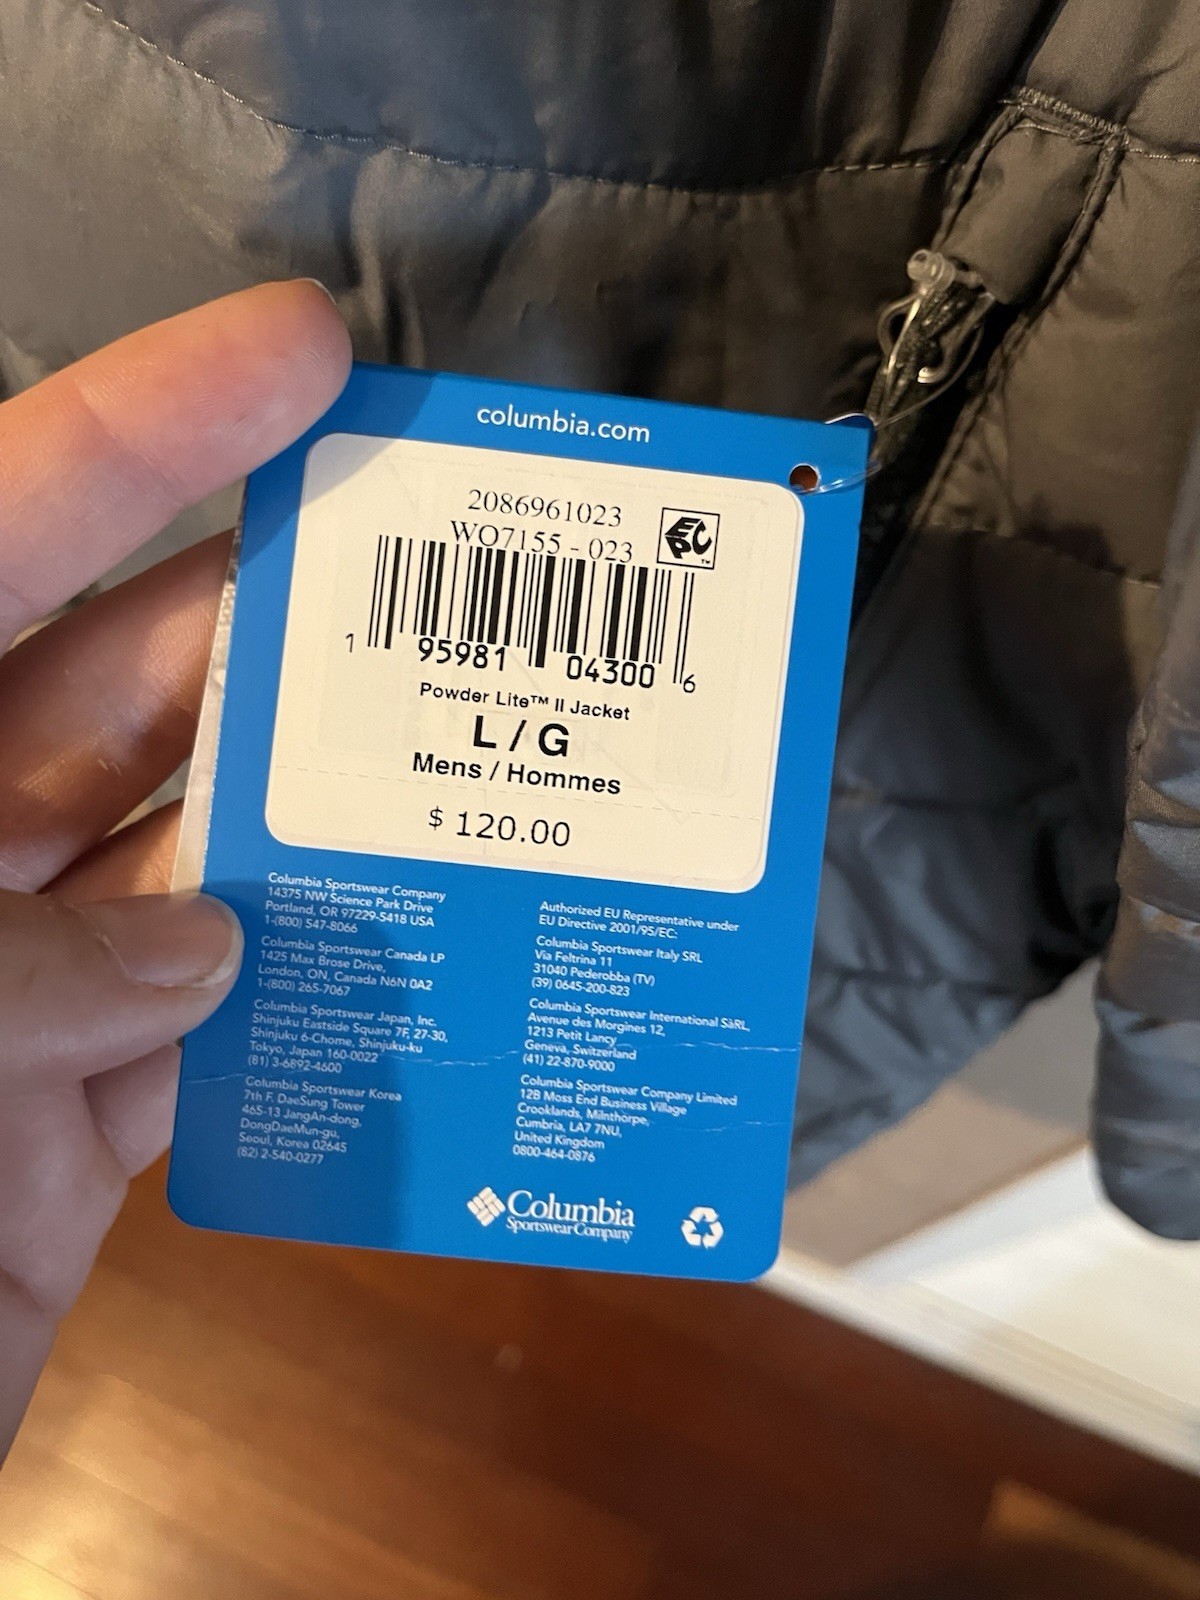 columbia.com
2086961023
WO7155 - 023
EPC™
1 95981 04300 6
Powder Lite™ II Jacket
L / G
Mens / Hommes
$ 120.00
Columbia Sportswear Company
14375 NW Science Park Drive
Portland, OR 97229-5418 USA
1-(800) 547-8066
Columbia Sportswear Canada LP
1425 Max Brose Drive,
London, ON, Canada N6N 0A2
1-(800) 265-7067
Columbia Sportswear Japan, Inc.
Shinjuku Eastside Square 7F, 27-30,
Shinjuku 6-Chome, Shinjuku-ku
Tokyo, Japan 160-0022
(81) 3-6892-4600
Columbia Sportswear Korea
7th F. DaeSung Tower
465-13 JangAn-dong,
DongDaeMun-gu,
Seoul, Korea 02645
(82) 2-540-0277
Authorized EU Representative under
EU Directive 2001/95/EC:
Columbia Sportswear Italy SRL
Via Feltrina 11
31040 Pederobba (TV)
(39) 0645-200-823
Columbia Sportswear International SàRL,
Avenue des Morgines 12,
1213 Petit Lancy
Geneva, Switzerland
(41) 22-870-9000
Columbia Sportswear Company Limited
12B Moss End Business Village
Crooklands, Milnthorpe,
Cumbria, LA7 7NU,
United Kingdom
0800-464-0876
Columbia
Sportswear Company